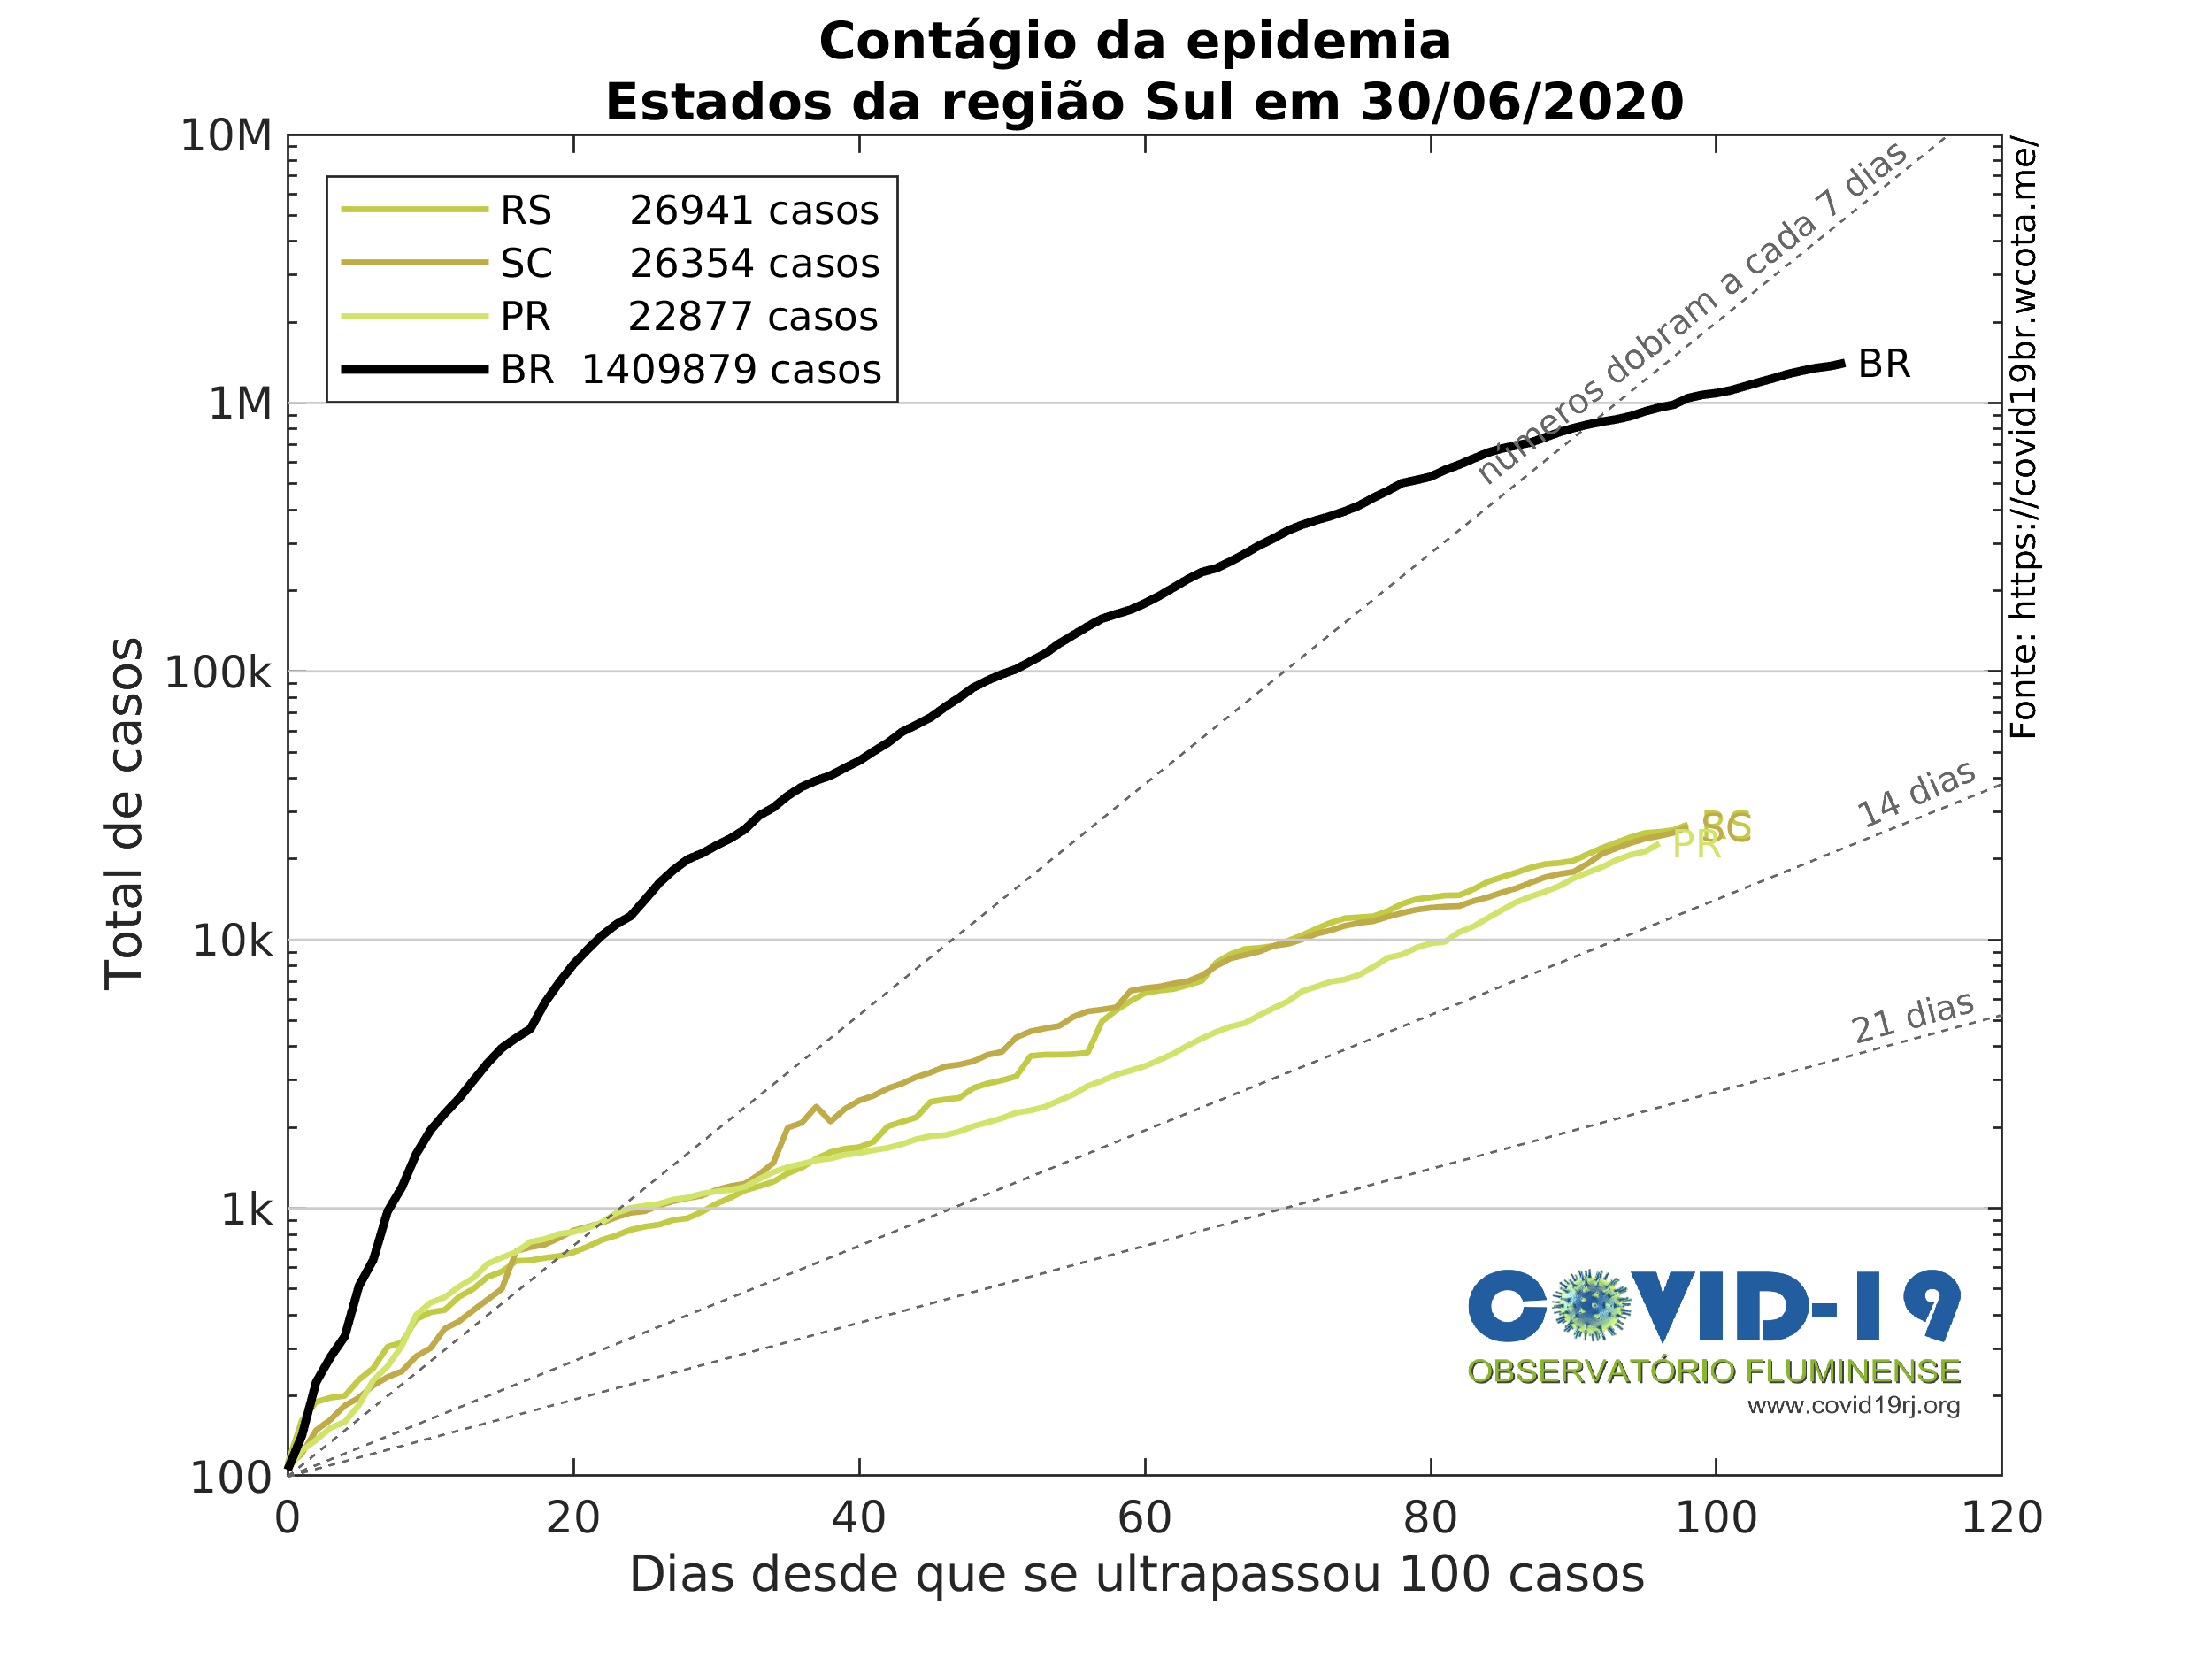 Contágio da epidemia
Estados da região Sul em 30/06/2020
10M
1M
100k
10k
1k
100
Total de casos
RS 26941 casos
SC 26354 casos
PR 22877 casos
BR 1409879 casos
números dobram a cada 7 dias
BR
14 dias
RS
SC
PR
21 dias
Fonte: https://covid19br.wcota.me/
COVID-19
OBSERVATÓRIO FLUMINENSE
www.covid19rj.org
0 20 40 60 80 100 120
Dias desde que se ultrapassou 100 casos